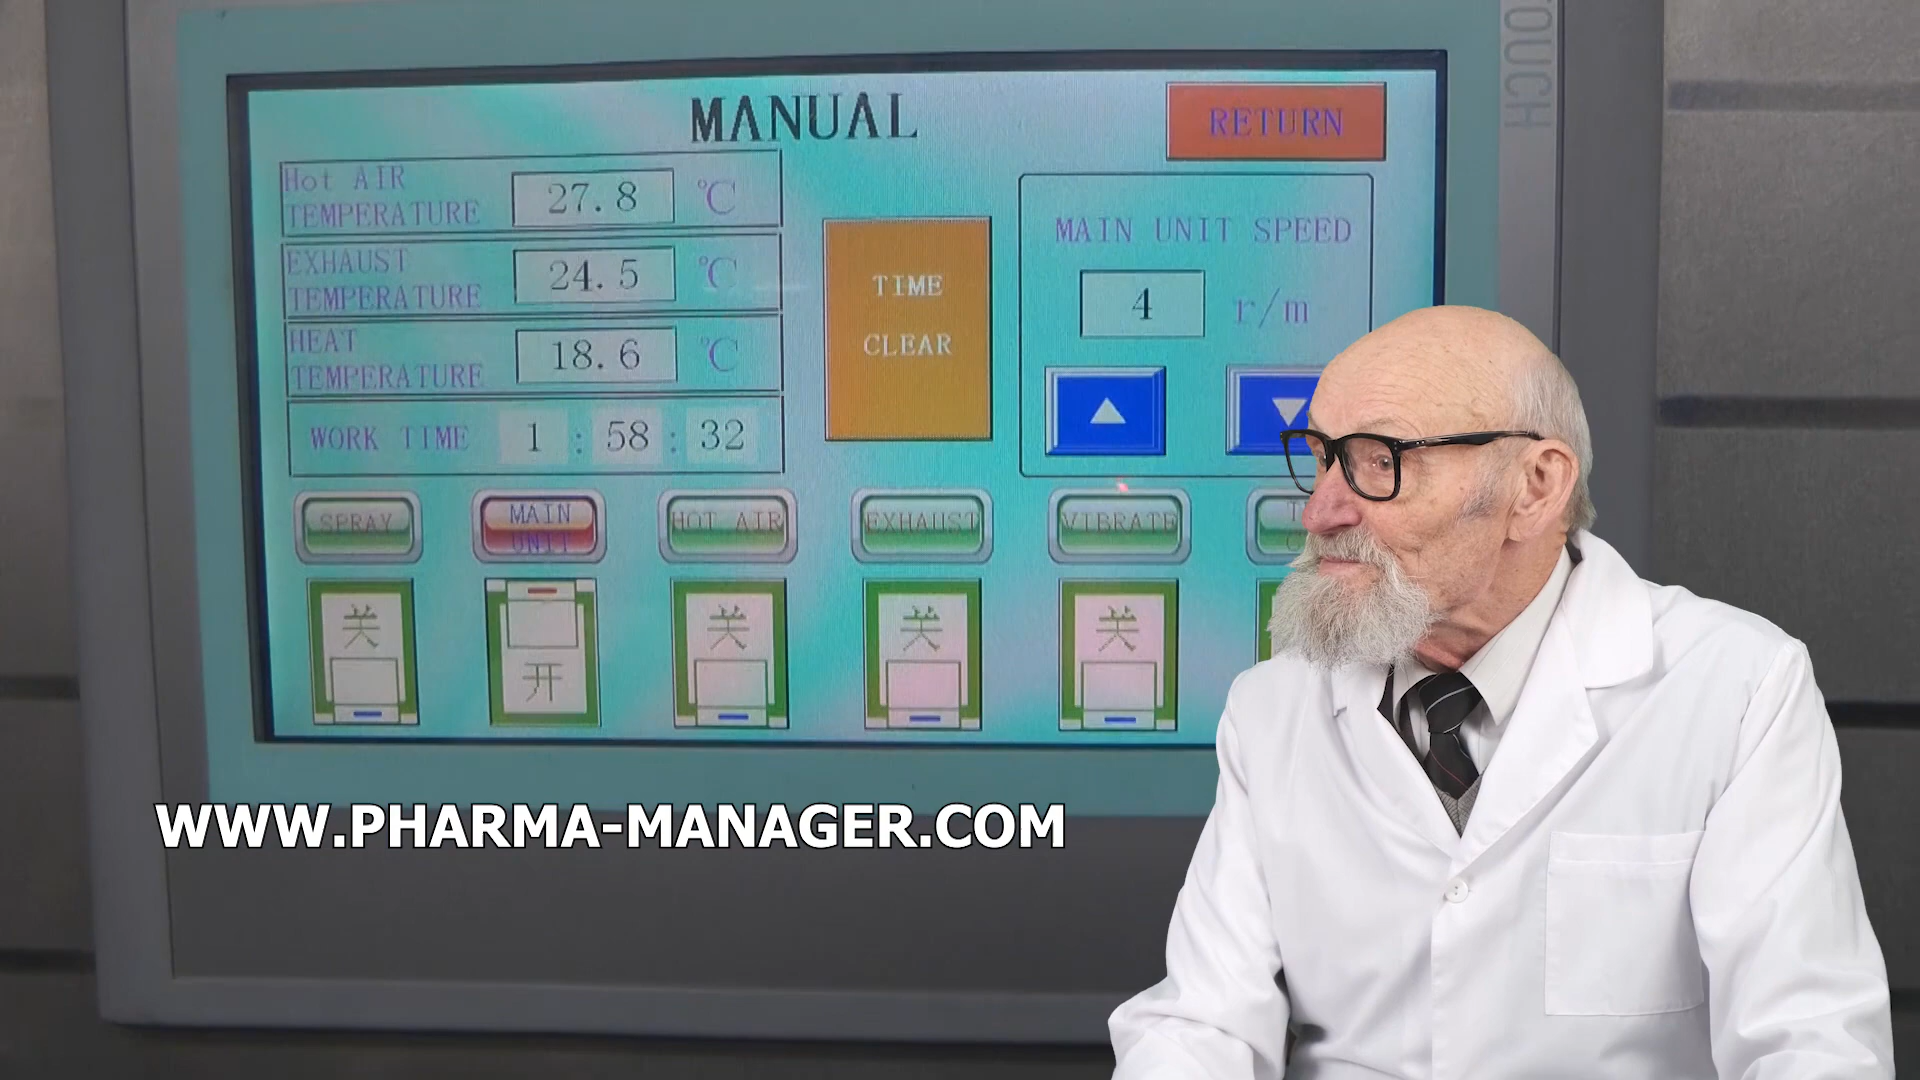 OUCH
MANUAL
RETURN
Hot AIR
TEMPERATURE
27.8 ℃
EXHAUST
TEMPERATURE
24.5 ℃
HEAT
TEMPERATURE
18.6 ℃
WORK TIME 1 : 58 : 32
TIME
CLEAR
MAIN UNIT SPEED
4 r/m
▲ ▼
SPRAY
MAIN
UNIT
HOT AIR
EXHAUST
VIBRATE
关
开
关
关
关
WWW.PHARMA-MANAGER.COM